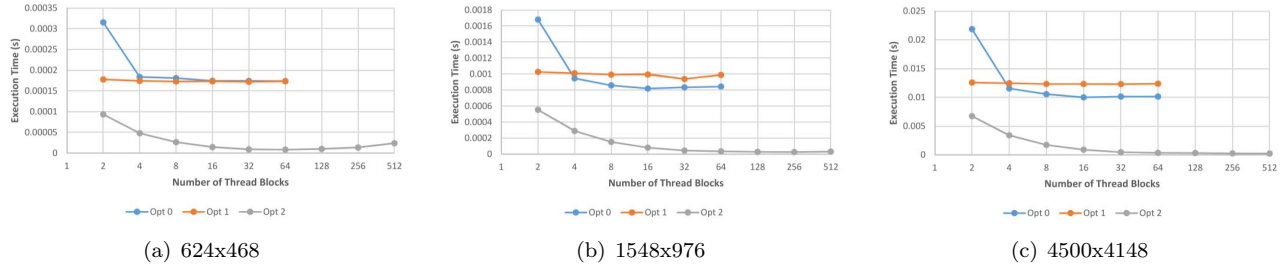 0.00035
0.0003
0.00025
0.0002
0.00015
0.0001
0.00005
0
Execution Time (s)
1 2 4 8 16 32 64 128 256 512
Number of Thread Blocks
Opt 0 Opt 1 Opt 2
(a) 624x468
0.0018
0.0016
0.0014
0.0012
0.001
0.0008
0.0006
0.0004
0.0002
0
Execution Time (s)
1 2 4 8 16 32 64 128 256 512
Number of Thread Blocks
Opt 0 Opt 1 Opt 2
(b) 1548x976
0.025
0.02
0.015
0.01
0.005
0
Execution Time (s)
1 2 4 8 16 32 64 128 256 512
Number of Thread Blocks
Opt 0 Opt 1 Opt 2
(c) 4500x4148